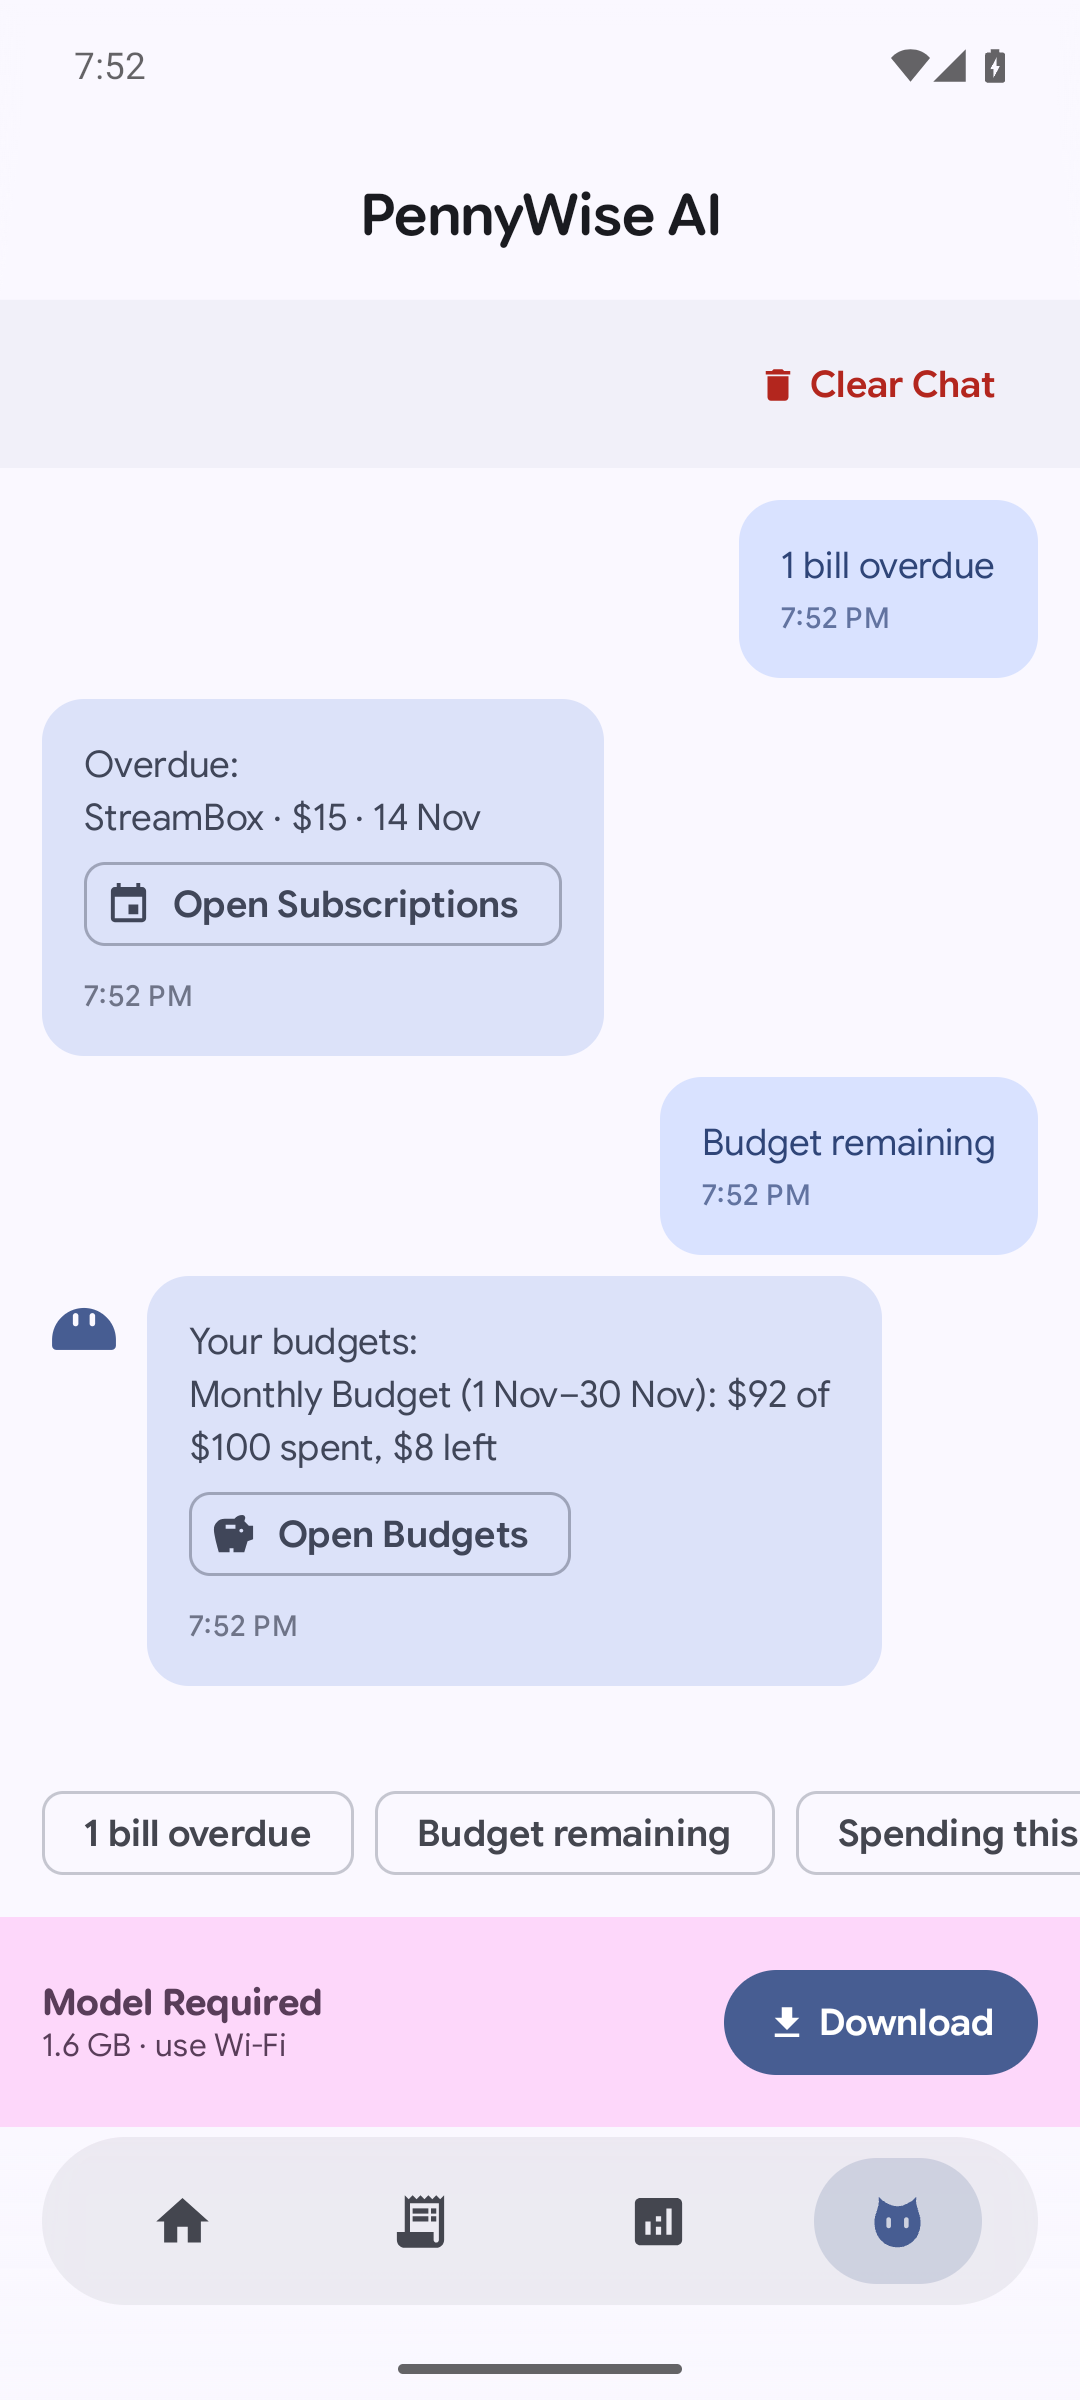 7:52
PennyWise AI
Clear Chat
1 bill overdue
7:52 PM
Overdue:
StreamBox · $15 · 14 Nov
Open Subscriptions
7:52 PM
Budget remaining
7:52 PM
Your budgets:
Monthly Budget (1 Nov–30 Nov): $92 of
$100 spent, $8 left
Open Budgets
7:52 PM
1 bill overdue
Budget remaining
Spending this
Model Required
1.6 GB · use Wi-Fi
Download